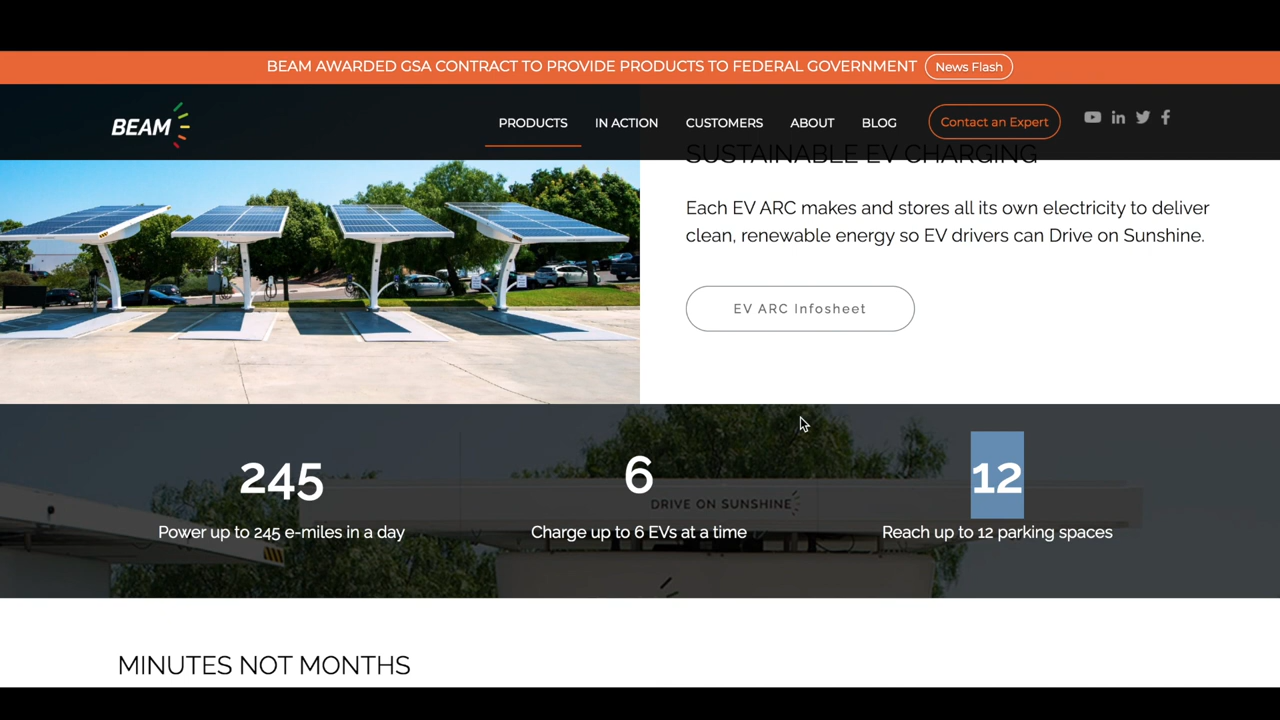 BEAM AWARDED GSA CONTRACT TO PROVIDE PRODUCTS TO FEDERAL GOVERNMENT News Flash
BEAM PRODUCTS IN ACTION CUSTOMERS ABOUT BLOG Contact an Expert
SUSTAINABLE EV CHARGING
Each EV ARC makes and stores all its own electricity to deliver
clean, renewable energy so EV drivers can Drive on Sunshine.
EV ARC Infosheet
245 6 12
DRIVE ON SUNSHINE
Power up to 245 e-miles in a day Charge up to 6 EVs at a time Reach up to 12 parking spaces
MINUTES NOT MONTHS